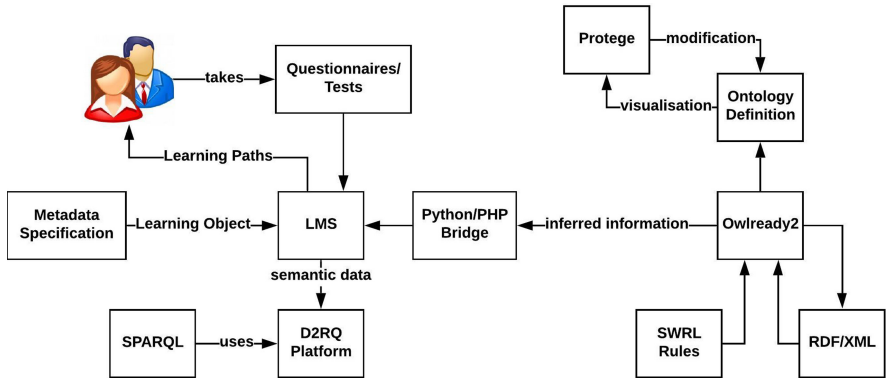 Protege
modification
visualisation
Ontology
Definition
takes
Questionnaires/
Tests
Learning Paths
Metadata
Specification
Learning Object
LMS
Python/PHP
Bridge
inferred information
Owlready2
semantic data
SPARQL
uses
D2RQ
Platform
SWRL
Rules
RDF/XML